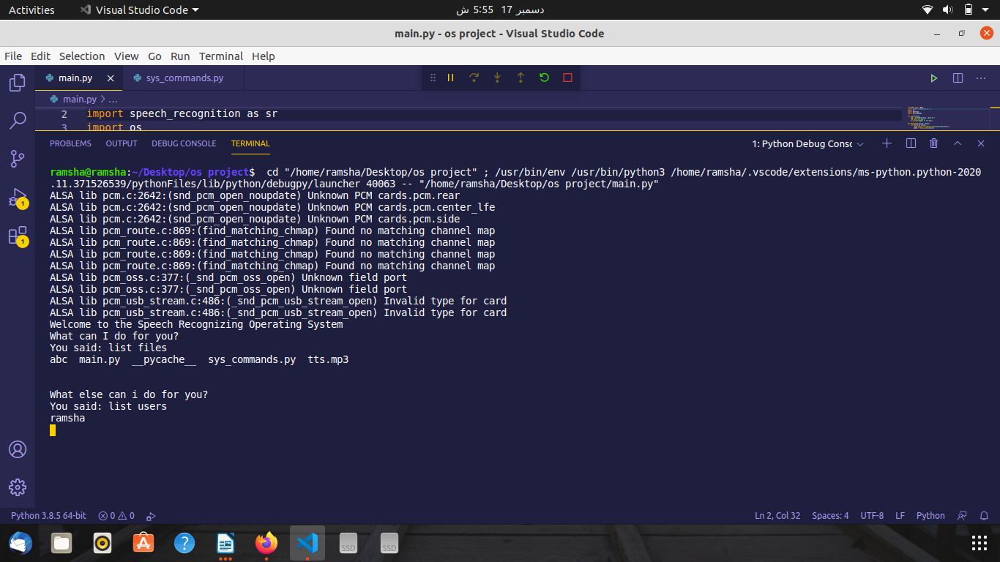 Activities
Visual Studio Code
دسمبر 17 5:55 ش
main.py - os project - Visual Studio Code
File Edit Selection View Go Run Terminal Help
main.py
sys_commands.py
main.py > ...
2 import speech_recognition as sr
3 import os
PROBLEMS OUTPUT DEBUG CONSOLE TERMINAL
1: Python Debug Consc
ramsha@ramsha:~/Desktop/os project$ cd "/home/ramsha/Desktop/os project" ; /usr/bin/env /usr/bin/python3 /home/ramsha/.vscode/extensions/ms-python.python-2020
.11.371526539/pythonFiles/lib/python/debugpy/launcher 40063 -- "/home/ramsha/Desktop/os project/main.py"
ALSA lib pcm.c:2642:(snd_pcm_open_noupdate) Unknown PCM cards.pcm.rear
ALSA lib pcm.c:2642:(snd_pcm_open_noupdate) Unknown PCM cards.pcm.center_lfe
ALSA lib pcm.c:2642:(snd_pcm_open_noupdate) Unknown PCM cards.pcm.side
ALSA lib pcm_route.c:869:(find_matching_chmap) Found no matching channel map
ALSA lib pcm_route.c:869:(find_matching_chmap) Found no matching channel map
ALSA lib pcm_route.c:869:(find_matching_chmap) Found no matching channel map
ALSA lib pcm_route.c:869:(find_matching_chmap) Found no matching channel map
ALSA lib pcm_oss.c:377:(_snd_pcm_oss_open) Unknown field port
ALSA lib pcm_oss.c:377:(_snd_pcm_oss_open) Unknown field port
ALSA lib pcm_usb_stream.c:486:(_snd_pcm_usb_stream_open) Invalid type for card
ALSA lib pcm_usb_stream.c:486:(_snd_pcm_usb_stream_open) Invalid type for card
Welcome to the Speech Recognizing Operating System
What can I do for you?
You said: list files
abc main.py __pycache__ sys_commands.py tts.mp3
What else can i do for you?
You said: list users
ramsha
1
1
Python 3.8.5 64-bit
0
0
Ln 2, Col 32
Spaces: 4
UTF-8
LF
Python
SSD
SSD